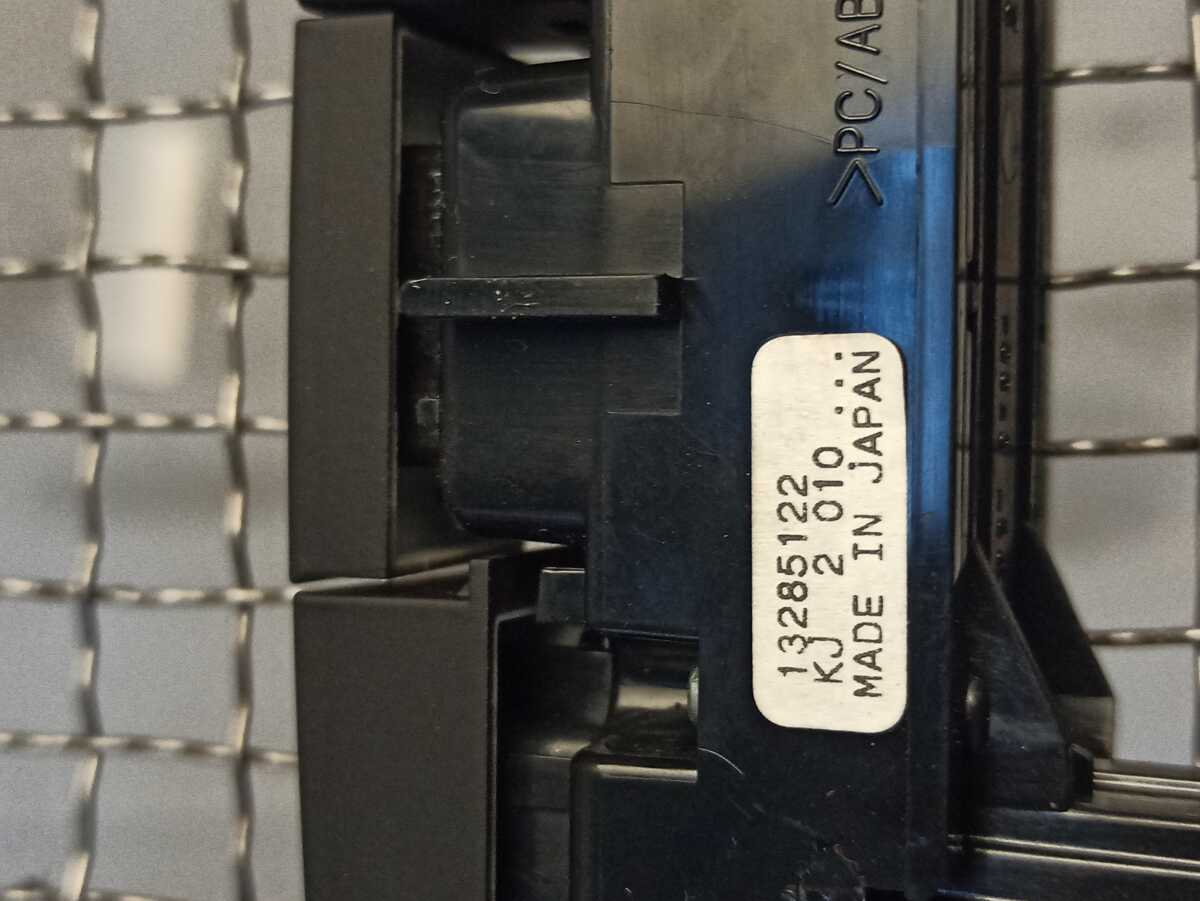 >PC/AB
13285122
KJ 2 010 ...
MADE IN JAPAN